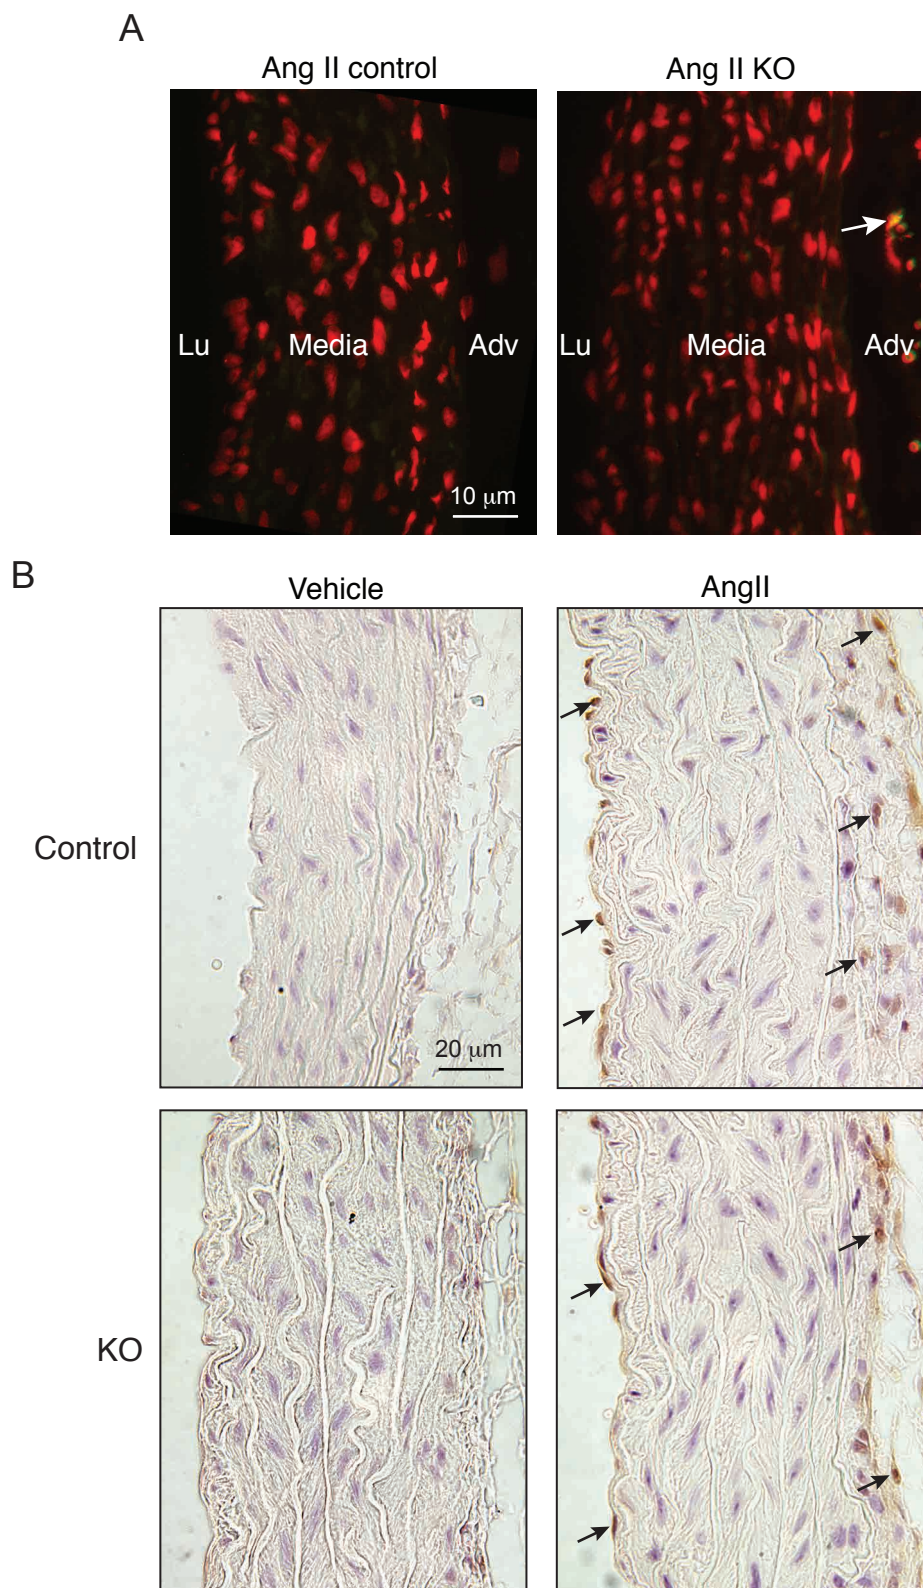 A
Ang II control
Ang II KO
Lu
Media
Adv
10 μm
Lu
Media
Adv
B
Vehicle
AngII
Control
20 μm
KO